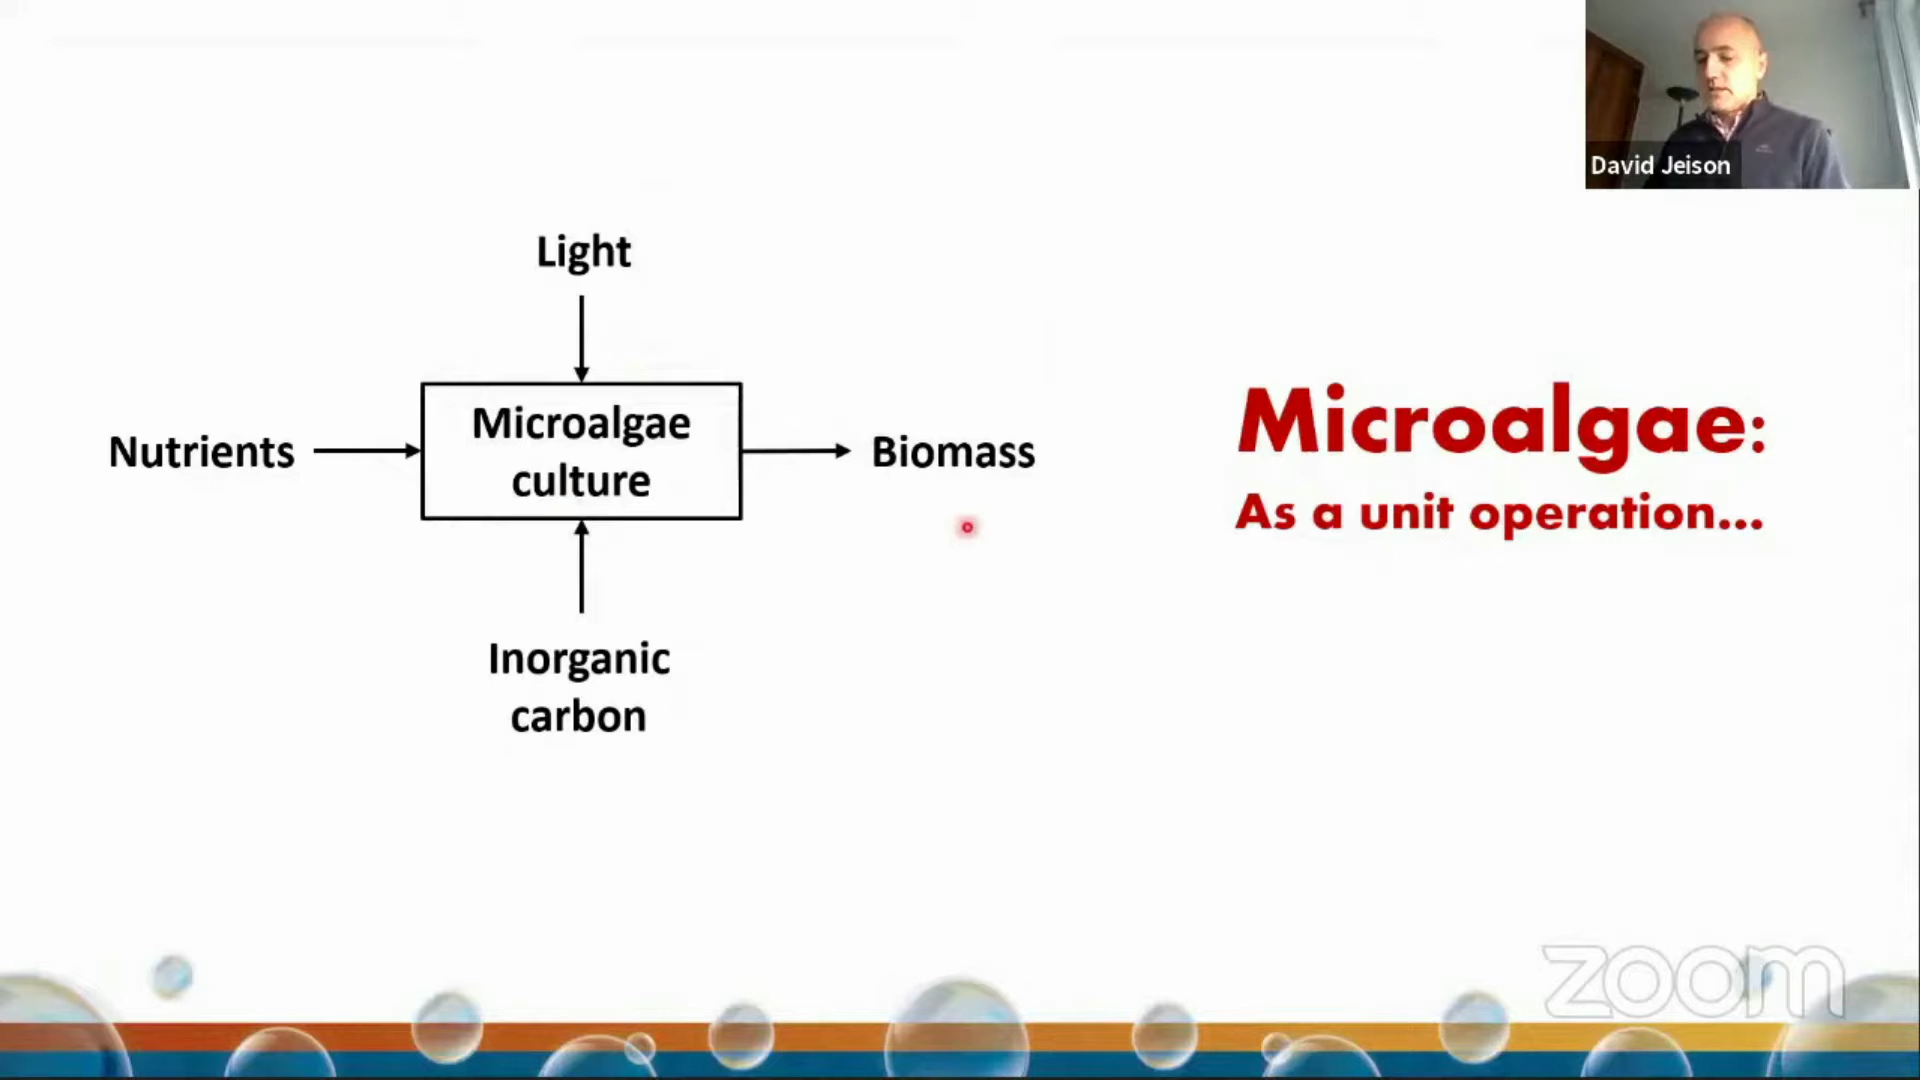 David Jeison
Light
Nutrients
Microalgae
culture
Biomass
Inorganic
carbon
Microalgae:
As a unit operation...
zoom